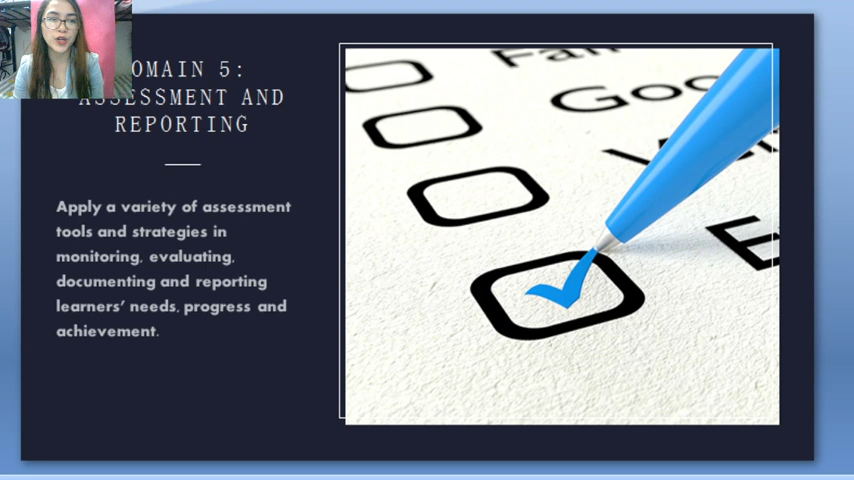 OMAIN 5:
ASSESSMENT AND
REPORTING
Apply a variety of assessment
tools and strategies in
monitoring, evaluating,
documenting and reporting
learners' needs, progress and
achievement.
Fair
Goo
V
E